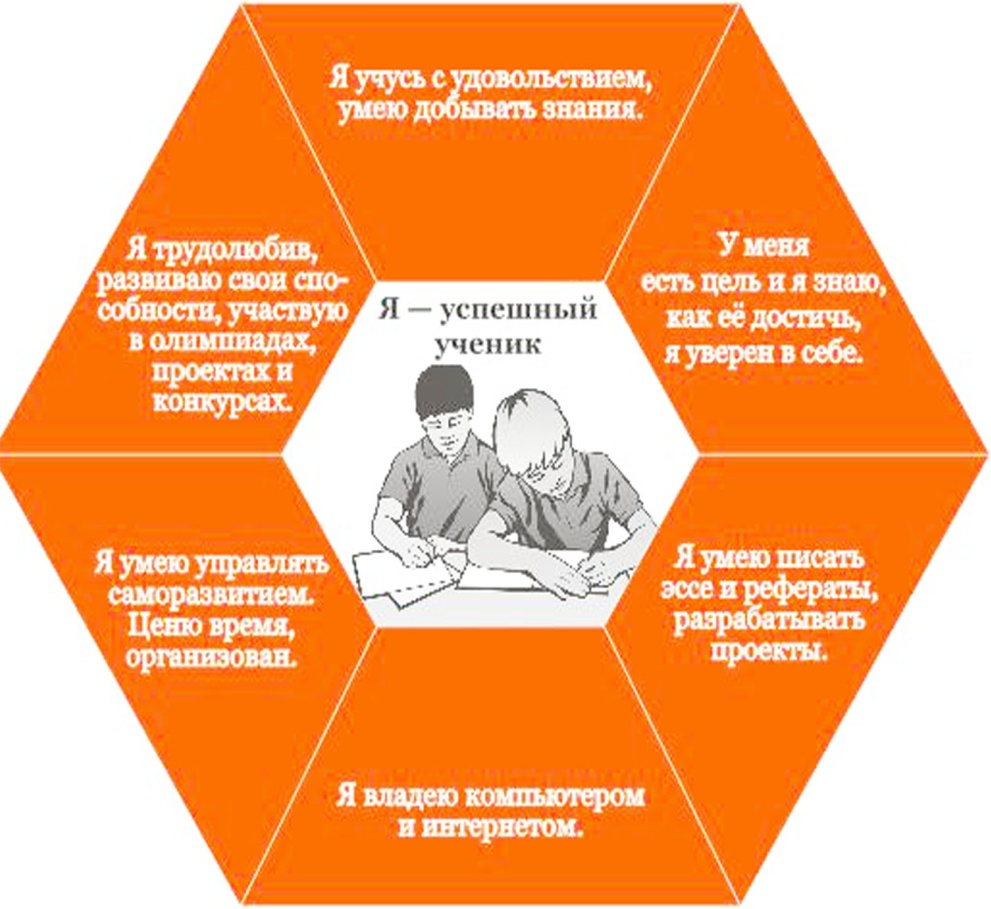 Я учусь с удовольствием,
умею добывать знания.
У меня
есть цель и я знаю,
как её достичь,
я уверен в себе.
Я умею писать
эссе и рефераты,
разрабатывать
проекты.
Я владею компьютером
и интернетом.
Я умею управлять
саморазвитием.
Ценю время,
организован.
Я трудолюбив,
развиваю свои спо-
собности, участвую
в олимпиадах,
проектах и
конкурсах.
Я — успешный
ученик